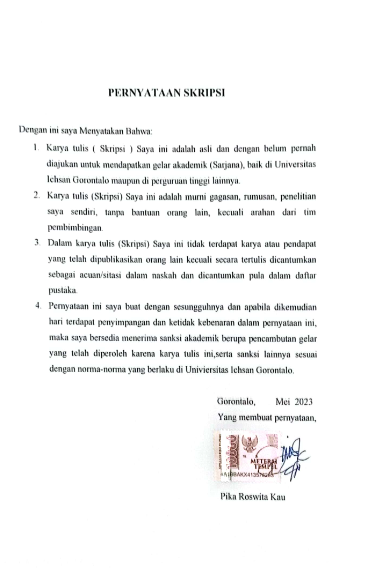 PERNYATAAN SKRIPSI
Dengan ini saya Menyatakan Bahwa:
1. Karya tulis ( Skripsi ) Saya ini adalah asli dan dengan belum pernah
diajukan untuk mendapatkan gelar akademik (Sarjana), baik di Universitas
Ichsan Gorontalo maupun di perguruan tinggi lainnya.
2. Karya tulis (Skripsi) Saya ini adalah murni gagasan, rumusan, penelitian
saya sendiri, tanpa bantuan orang lain, kecuali arahan dari tim
pembimbingan.
3. Dalam karya tulis (Skripsi) Saya ini tidak terdapat karya atau pendapat
yang telah dipublikasikan orang lain kecuali secara tertulis dicantumkan
sebagai acuan/sitasi dalam naskah dan dicantumkan pula dalam daftar
pustaka.
4. Pernyataan ini saya buat dengan sesungguhnya dan apabila dikemudian
hari terdapat penyimpangan dan ketidak kebenaran dalam pernyataan ini,
maka saya bersedia menerima sanksi akademik berupa pencambutan gelar
yang telah diperoleh karena karya tulis ini,serta sanksi lainnya sesuai
dengan norma-norma yang berlaku di Univiersitas Ichsan Gorontalo.
Gorontalo, Mei 2023
Yang membuat pernyataan,
10000
METERAI
TEMPEL
Pika Roswita Kau